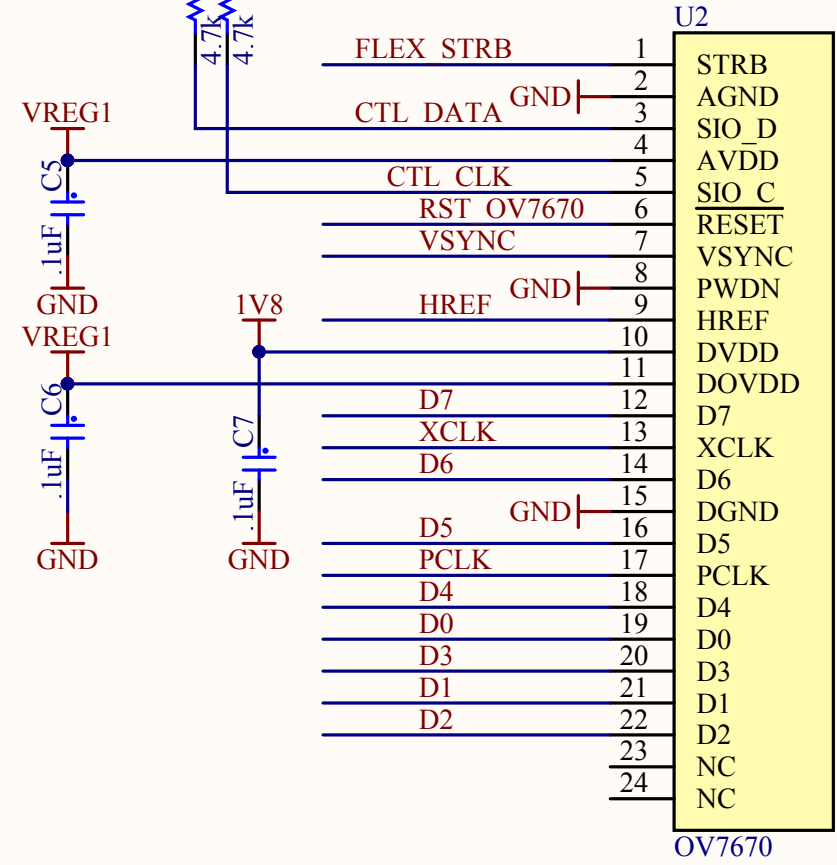 U2
4.7k
4.7k
FLEX_STRB
1
STRB
GND
2
AGND
VREG1
CTL_DATA
3
SIO_D
4
AVDD
C5
.1uF
GND
CTL_CLK
5
SIO_C
RST_OV7670
6
RESET
VSYNC
7
VSYNC
GND
8
PWDN
1V8
HREF
9
HREF
VREG1
10
DVDD
11
DOVDD
C6
.1uF
GND
C7
.1uF
GND
D7
12
D7
XCLK
13
XCLK
D6
14
D6
GND
15
DGND
D5
16
D5
PCLK
17
PCLK
D4
18
D4
D0
19
D0
D3
20
D3
D1
21
D1
D2
22
D2
23
NC
24
NC
OV7670